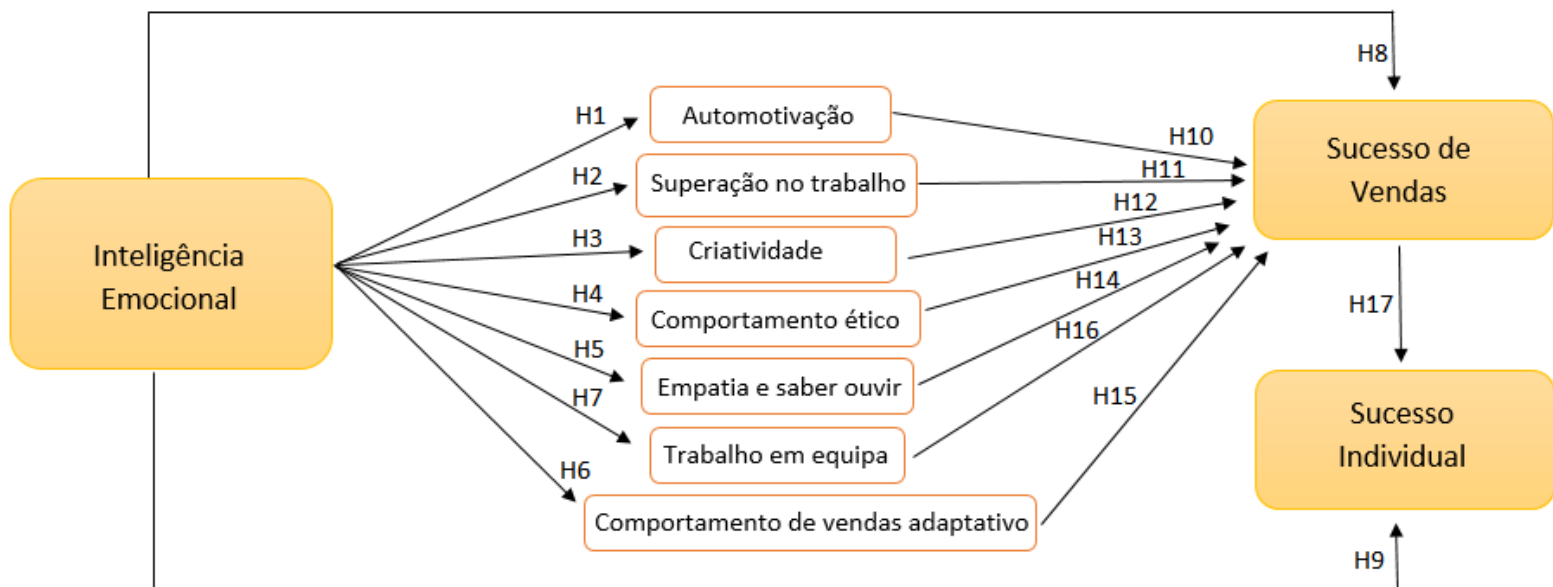 H8
H1
Automotivação
H10
Sucesso de
Vendas
H2
Superação no trabalho
H11
H12
Inteligência
Emocional
H3
Criatividade
H13
H4
Comportamento ético
H14
H17
H5
Empatia e saber ouvir
H16
H15
H7
Trabalho em equipa
Sucesso
Individual
H6
Comportamento de vendas adaptativo
H9